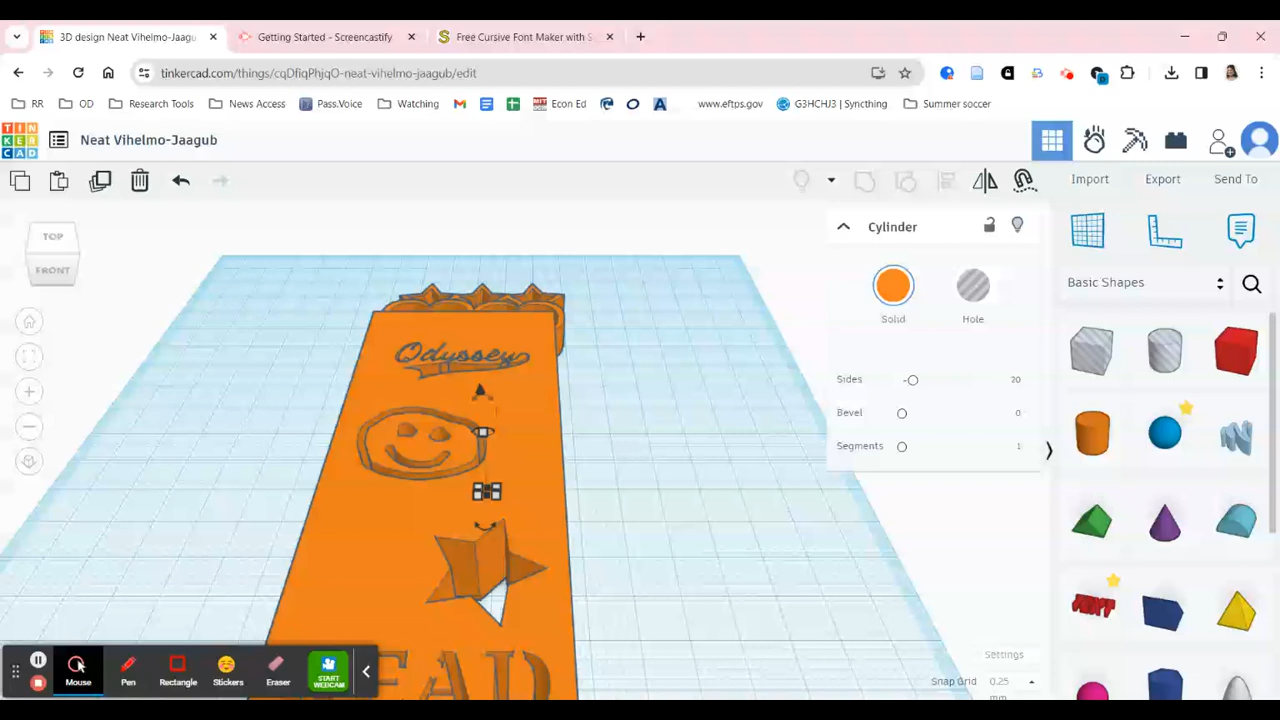 3D design Neat Vihelmo-Jaagu
Getting Started - Screencastify
Free Cursive Font Maker with S
tinkercad.com/things/cqDfiqPhjqO-neat-vihelmo-jaagub/edit
RR
OD
Research Tools
News Access
Pass.Voice
Watching
Econ Ed
www.eftps.gov
G3HCHJ3 | Syncthing
Summer soccer
TIN
KER
CAD
Neat Vihelmo-Jaagub
Import
Export
Send To
TOP
FRONT
Cylinder
Solid
Hole
Sides
20
Bevel
0
Segments
1
Basic Shapes
Odyssey
EAD
Settings
Snap Grid
0.25
mm
Mouse
Pen
Rectangle
Stickers
Eraser
START
WEBCAM